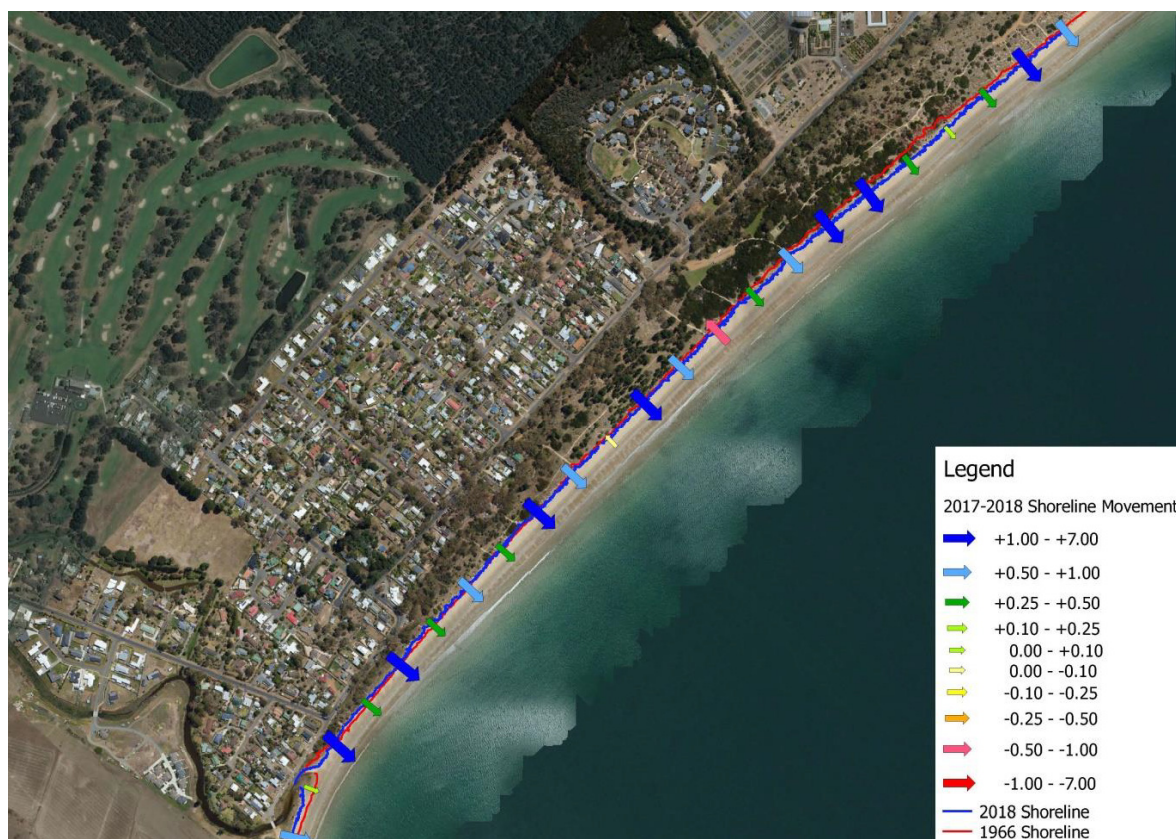 Legend
2017-2018 Shoreline Movement
+1.00 - +7.00
+0.50 - +1.00
+0.25 - +0.50
+0.10 - +0.25
0.00 - +0.10
0.00 - -0.10
-0.10 - -0.25
-0.25 - -0.50
-0.50 - -1.00
-1.00 - -7.00
2018 Shoreline
1966 Shoreline